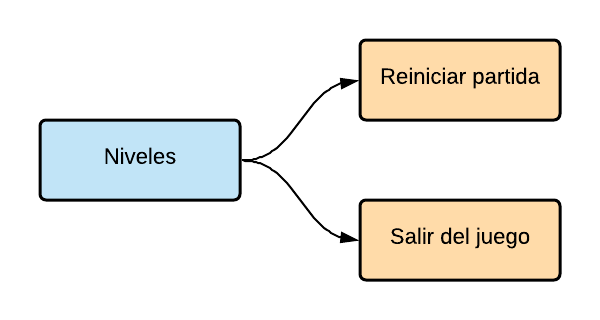 Reiniciar partida
Niveles
Salir del juego